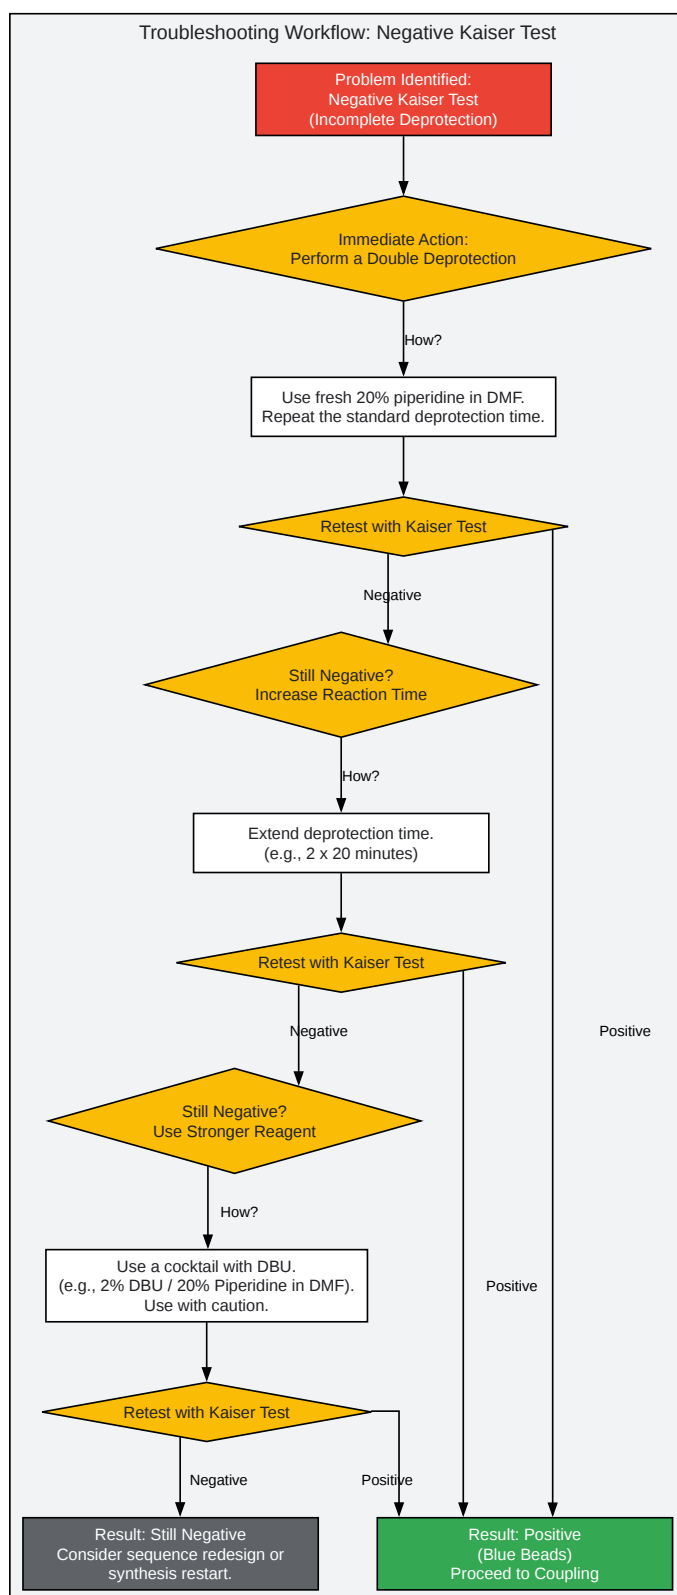 Troubleshooting Workflow: Negative Kaiser Test
Problem Identified:
Negative Kaiser Test
(Incomplete Deprotection)
Immediate Action:
Perform a Double Deprotection
How?
Use fresh 20% piperidine in DMF.
Repeat the standard deprotection time.
Retest with Kaiser Test
Negative
Still Negative?
Increase Reaction Time
How?
Extend deprotection time.
(e.g., 2 x 20 minutes)
Retest with Kaiser Test
Negative
Positive
Still Negative?
Use Stronger Reagent
How?
Use a cocktail with DBU.
(e.g., 2% DBU / 20% Piperidine in DMF).
Use with caution.
Positive
Retest with Kaiser Test
Negative
Positive
Result: Still Negative
Consider sequence redesign or
synthesis restart.
Result: Positive
(Blue Beads)
Proceed to Coupling